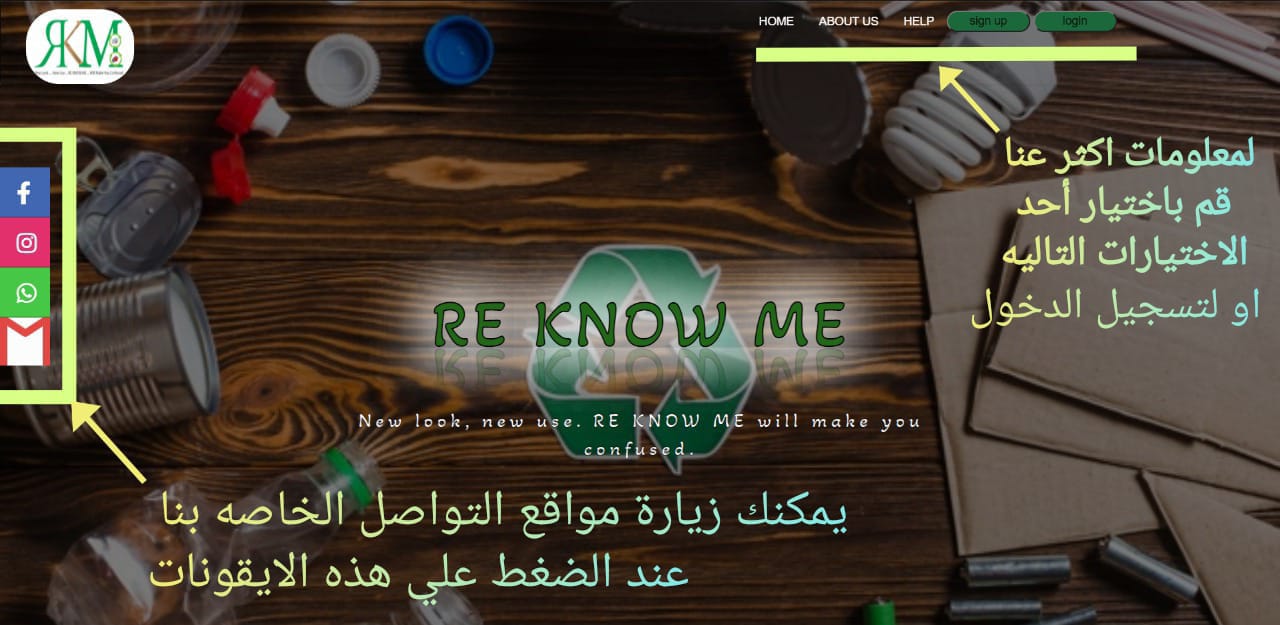 RKM
HOME ABOUT US HELP sign up login
لمعلومات اكثر عنا
قم باختيار أحد
الاختيارات التاليه
او لتسجيل الدخول
RE KNOW ME
New look, new use. RE KNOW ME will make you
confused.
يمكنك زيارة مواقع التواصل الخاصه بنا
عند الضغط علي هذه الايقونات